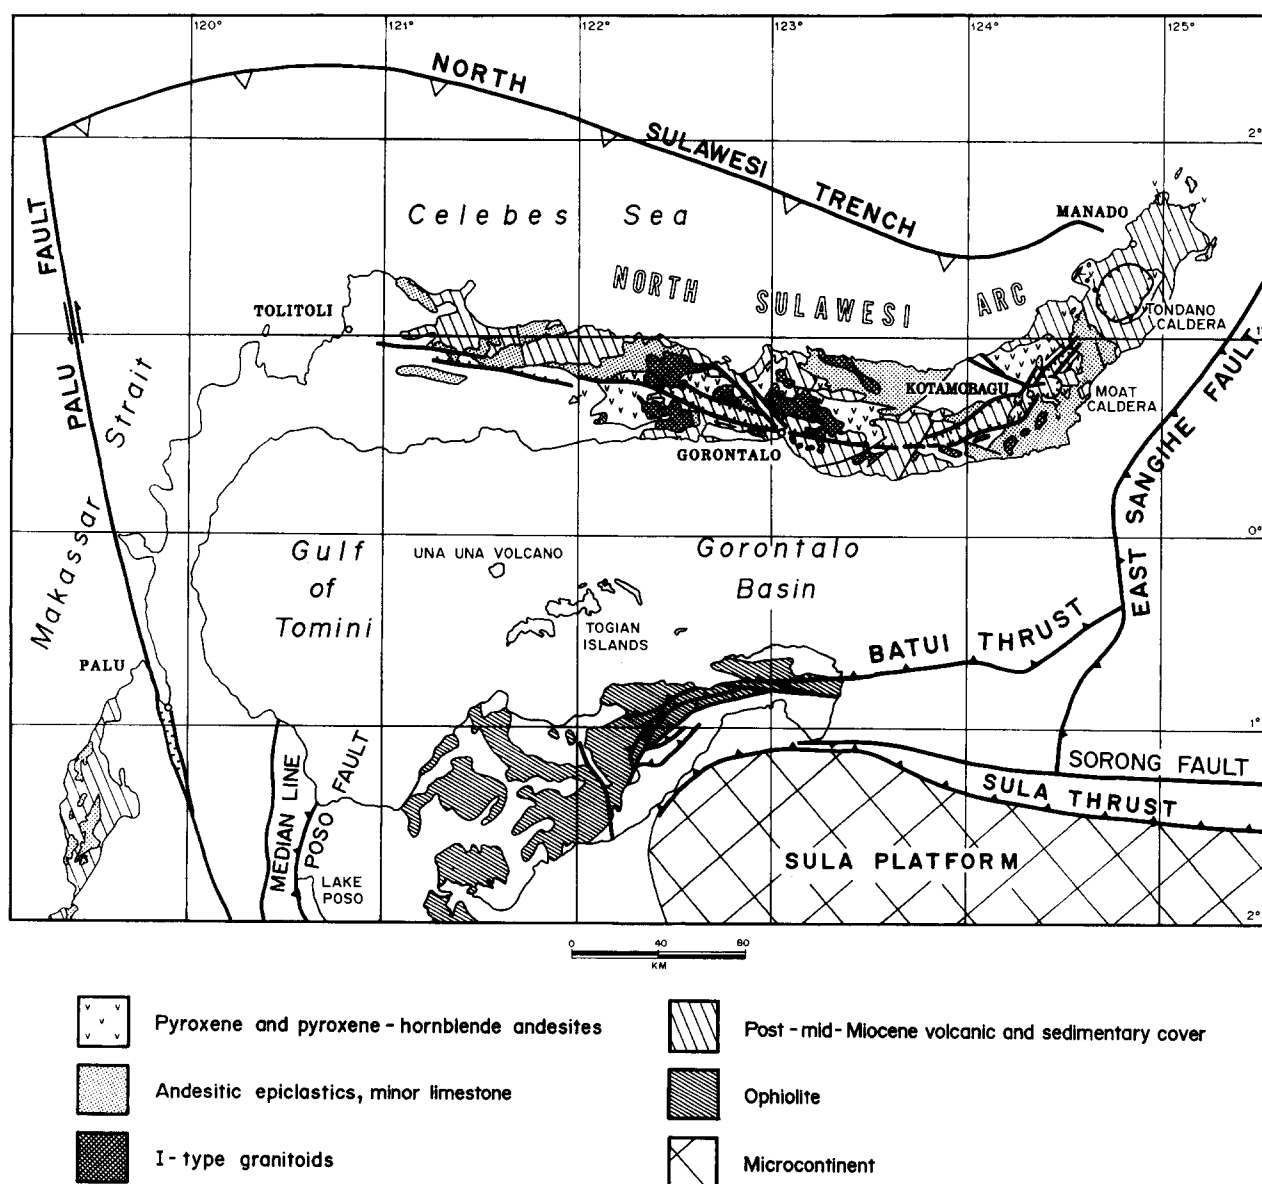 120°
121°
122°
123°
124°
125°
NORTH
SULAWESI
TRENCH
2°
Celebes Sea
MANADO
PALU FAULT
NORTH SULAWESI ARC
TOLITOLI
TONDANO
CALDERA
1°
Makassar Strait
KOTAMOBAGU
MOAT
CALDERA
GORONTALO
EAST SANGIHE FAULT
0°
Gulf
of
Tomini
UNA UNA VOLCANO
Gorontalo
Basin
TOGIAN
ISLANDS
BATUI THRUST
PALU
1°
MEDIAN LINE
POSO FAULT
SORONG FAULT
SULA THRUST
LAKE
POSO
SULA PLATFORM
2°
0 40 80
KM
Pyroxene and pyroxene-hornblende andesites
Andesitic epiclastics, minor limestone
I-type granitoids
Post-mid-Miocene volcanic and sedimentary cover
Ophiolite
Microcontinent